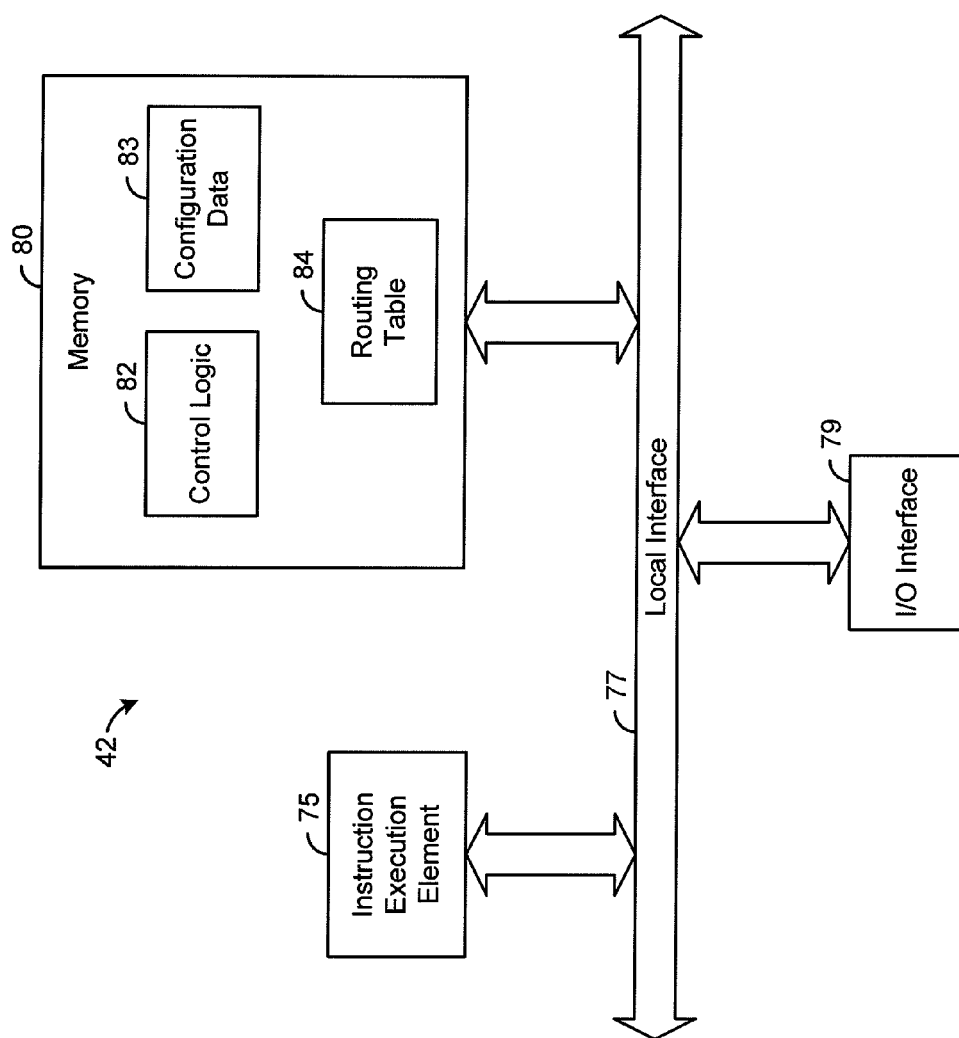 42
80
Memory
82
Control Logic
83
Configuration
Data
84
Routing
Table
75
Instruction
Execution
Element
77
Local Interface
79
I/O Interface